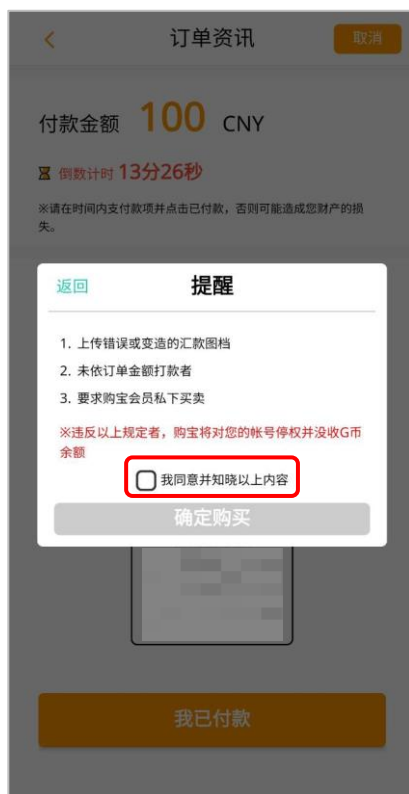 订单资讯
取消
付款金额 100 CNY
倒数计时 13分26秒
※请在时间内支付款项并点击已付款，否则可能造成您财产的损
失。
返回
提醒
1. 上传错误或变造的汇款图档
2. 未依订单金额打款者
3. 要求购宝会员私下买卖
※违反以上规定者，购宝将对您的帐号停权并没收G币
余额
我同意并知晓以上内容
确定购买
我已付款